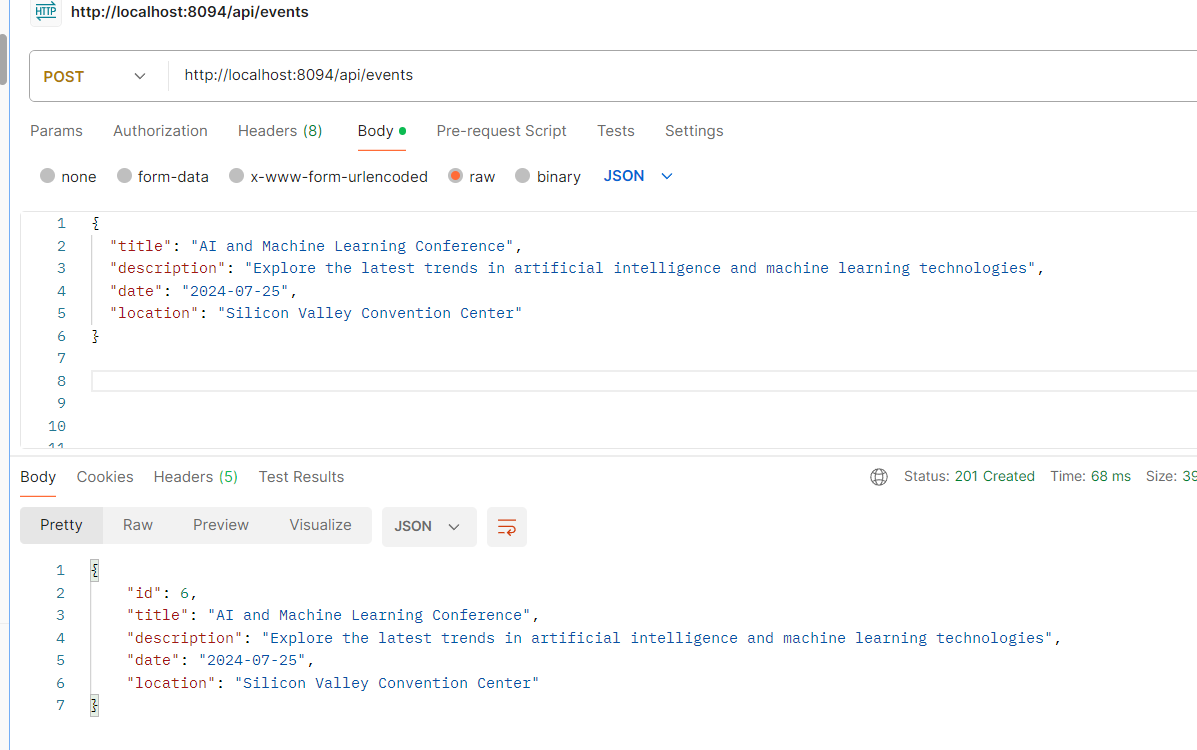 HTTP http://localhost:8094/api/events
POST http://localhost:8094/api/events
Params Authorization Headers (8) Body Pre-request Script Tests Settings
none form-data x-www-form-urlencoded raw binary JSON
1 {
2 "title": "AI and Machine Learning Conference",
3 "description": "Explore the latest trends in artificial intelligence and machine learning technologies",
4 "date": "2024-07-25",
5 "location": "Silicon Valley Convention Center"
6 }
7
8
9
10
11
Body Cookies Headers (5) Test Results Status: 201 Created Time: 68 ms Size: 39
Pretty Raw Preview Visualize JSON
1 {
2 "id": 6,
3 "title": "AI and Machine Learning Conference",
4 "description": "Explore the latest trends in artificial intelligence and machine learning technologies",
5 "date": "2024-07-25",
6 "location": "Silicon Valley Convention Center"
7 }